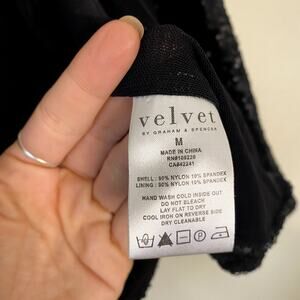 velvet
BY GRAHAM & SPENCER
M
MADE IN CHINA
RN#109220
CA#42241
SHELL : 90% NYLON 10% SPANDEX
LINING : 90% NYLON 10% SPANDEX
HAND WASH COLD INSIDE OUT
DO NOT BLEACH
LAY FLAT TO DRY
COOL IRON ON REVERSE SIDE
DRY CLEANABLE